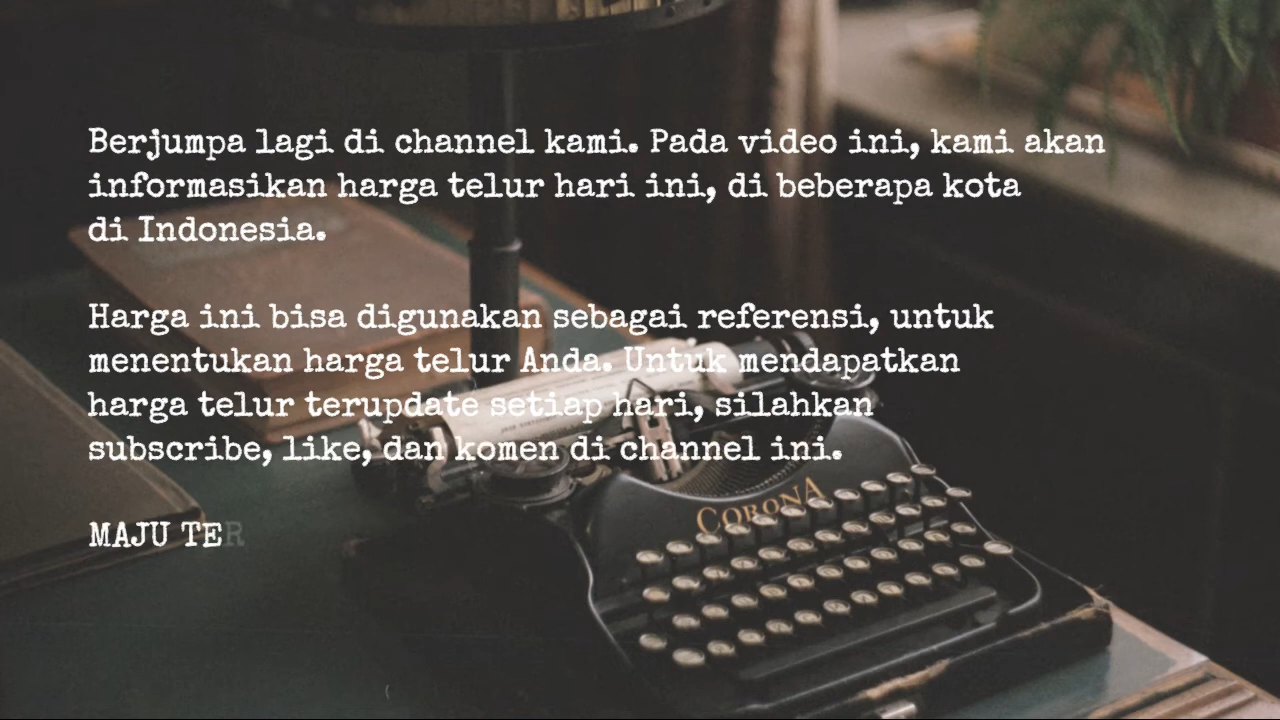 Berjumpa lagi di channel kami. Pada video ini, kami akan
informasikan harga telur hari ini, di beberapa kota
di Indonesia.
Harga ini bisa digunakan sebagai referensi, untuk
menentukan harga telur Anda. Untuk mendapatkan
harga telur terupdate setiap hari, silahkan
subscribe, like, dan komen di channel ini.
MAJU TER
CORONA